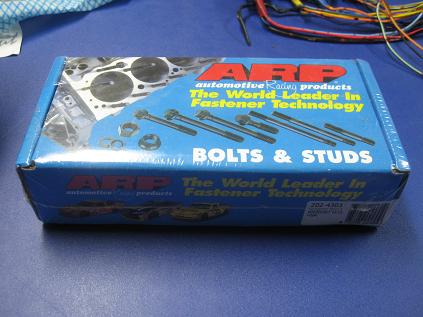 ARP
automotive Racing products
The World Leader In
Fastener Technology
BOLTS & STUDS
ARP
automotive Racing products
The World Leader In
Fastener Technology
202-4303